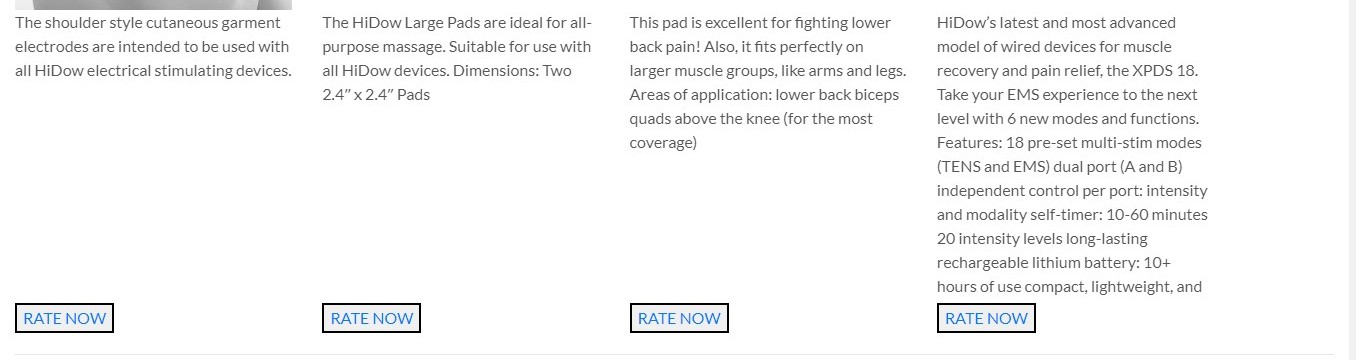 The shoulder style cutaneous garment
electrodes are intended to be used with
all HiDow electrical stimulating devices.
RATE NOW
The HiDow Large Pads are ideal for all-
purpose massage. Suitable for use with
all HiDow devices. Dimensions: Two
2.4″ x 2.4″ Pads
RATE NOW
This pad is excellent for fighting lower
back pain! Also, it fits perfectly on
larger muscle groups, like arms and legs.
Areas of application: lower back biceps
quads above the knee (for the most
coverage)
RATE NOW
HiDow’s latest and most advanced
model of wired devices for muscle
recovery and pain relief, the XPDS 18.
Take your EMS experience to the next
level with 6 new modes and functions.
Features: 18 pre-set multi-stim modes
(TENS and EMS) dual port (A and B)
independent control per port: intensity
and modality self-timer: 10-60 minutes
20 intensity levels long-lasting
rechargeable lithium battery: 10+
hours of use compact, lightweight, and
RATE NOW